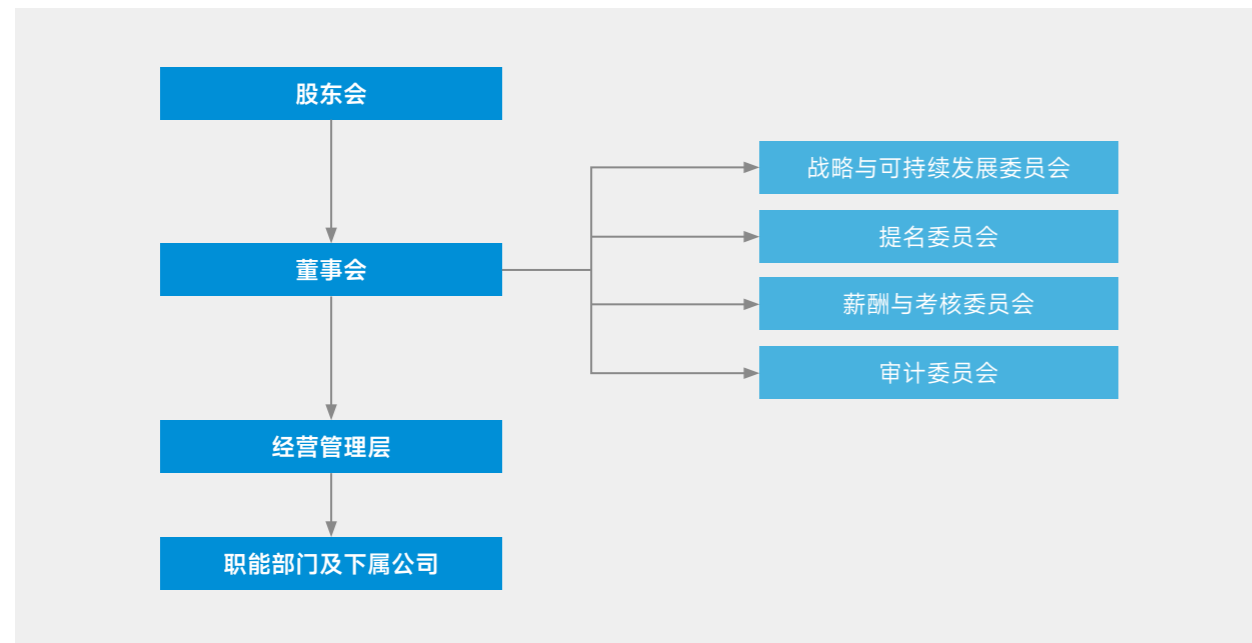 股东会
董事会
战略与可持续发展委员会
提名委员会
薪酬与考核委员会
审计委员会
经营管理层
职能部门及下属公司